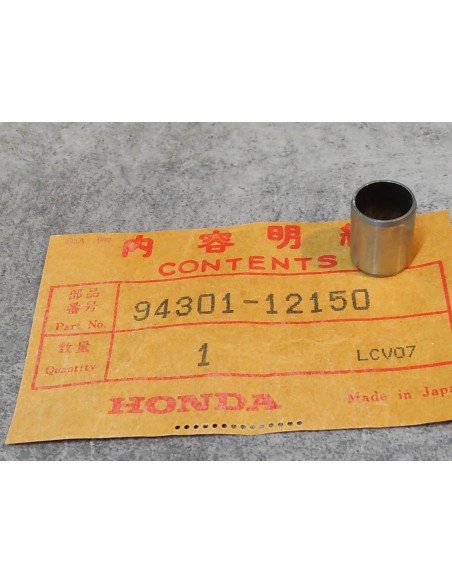 内容明細
CONTENTS
部品
番号
Part No.
94301-12150
数量
Quantity
1
LCV07
HONDA
Made in Japa